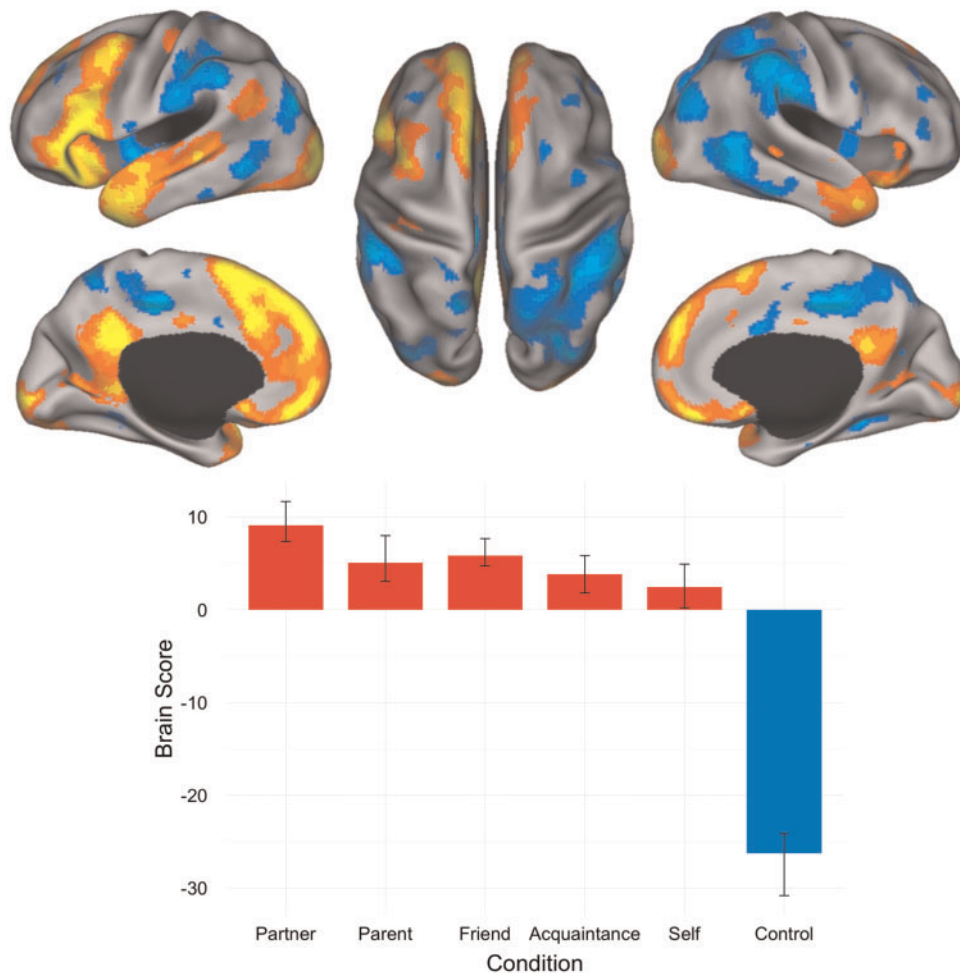 10
0
-10
-20
-30
Brain Score
Partner Parent Friend Acquaintance Self Control
Condition